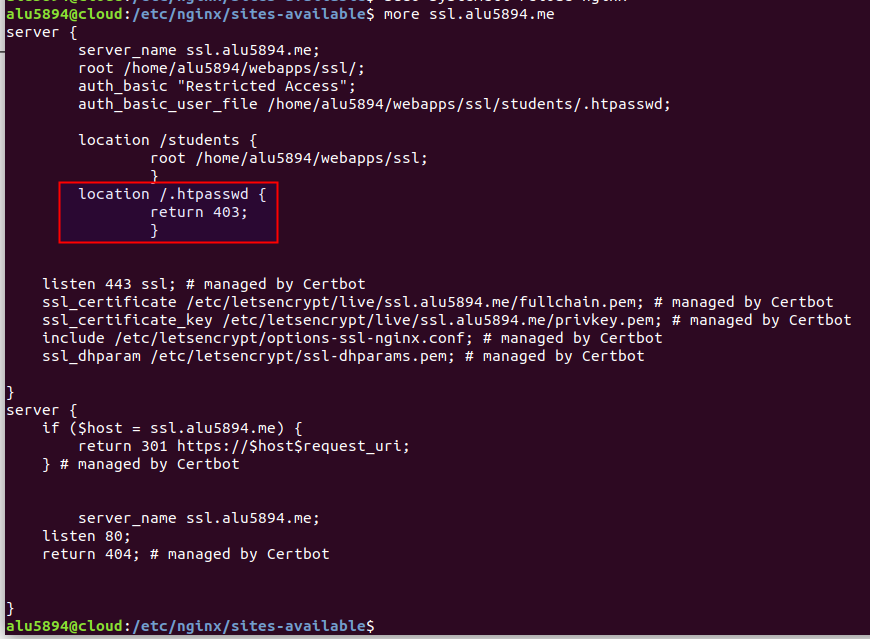 alu5894@cloud:/etc/nginx/sites-available$ more ssl.alu5894.me
server {
server_name ssl.alu5894.me;
root /home/alu5894/webapps/ssl/;
auth_basic "Restricted Access";
auth_basic_user_file /home/alu5894/webapps/ssl/students/.htpasswd;
location /students {
root /home/alu5894/webapps/ssl;
}
location /.htpasswd {
return 403;
}
listen 443 ssl; # managed by Certbot
ssl_certificate /etc/letsencrypt/live/ssl.alu5894.me/fullchain.pem; # managed by Certbot
ssl_certificate_key /etc/letsencrypt/live/ssl.alu5894.me/privkey.pem; # managed by Certbot
include /etc/letsencrypt/options-ssl-nginx.conf; # managed by Certbot
ssl_dhparam /etc/letsencrypt/ssl-dhparams.pem; # managed by Certbot
}
server {
if ($host = ssl.alu5894.me) {
return 301 https://$host$request_uri;
} # managed by Certbot
server_name ssl.alu5894.me;
listen 80;
return 404; # managed by Certbot
}
alu5894@cloud:/etc/nginx/sites-available$